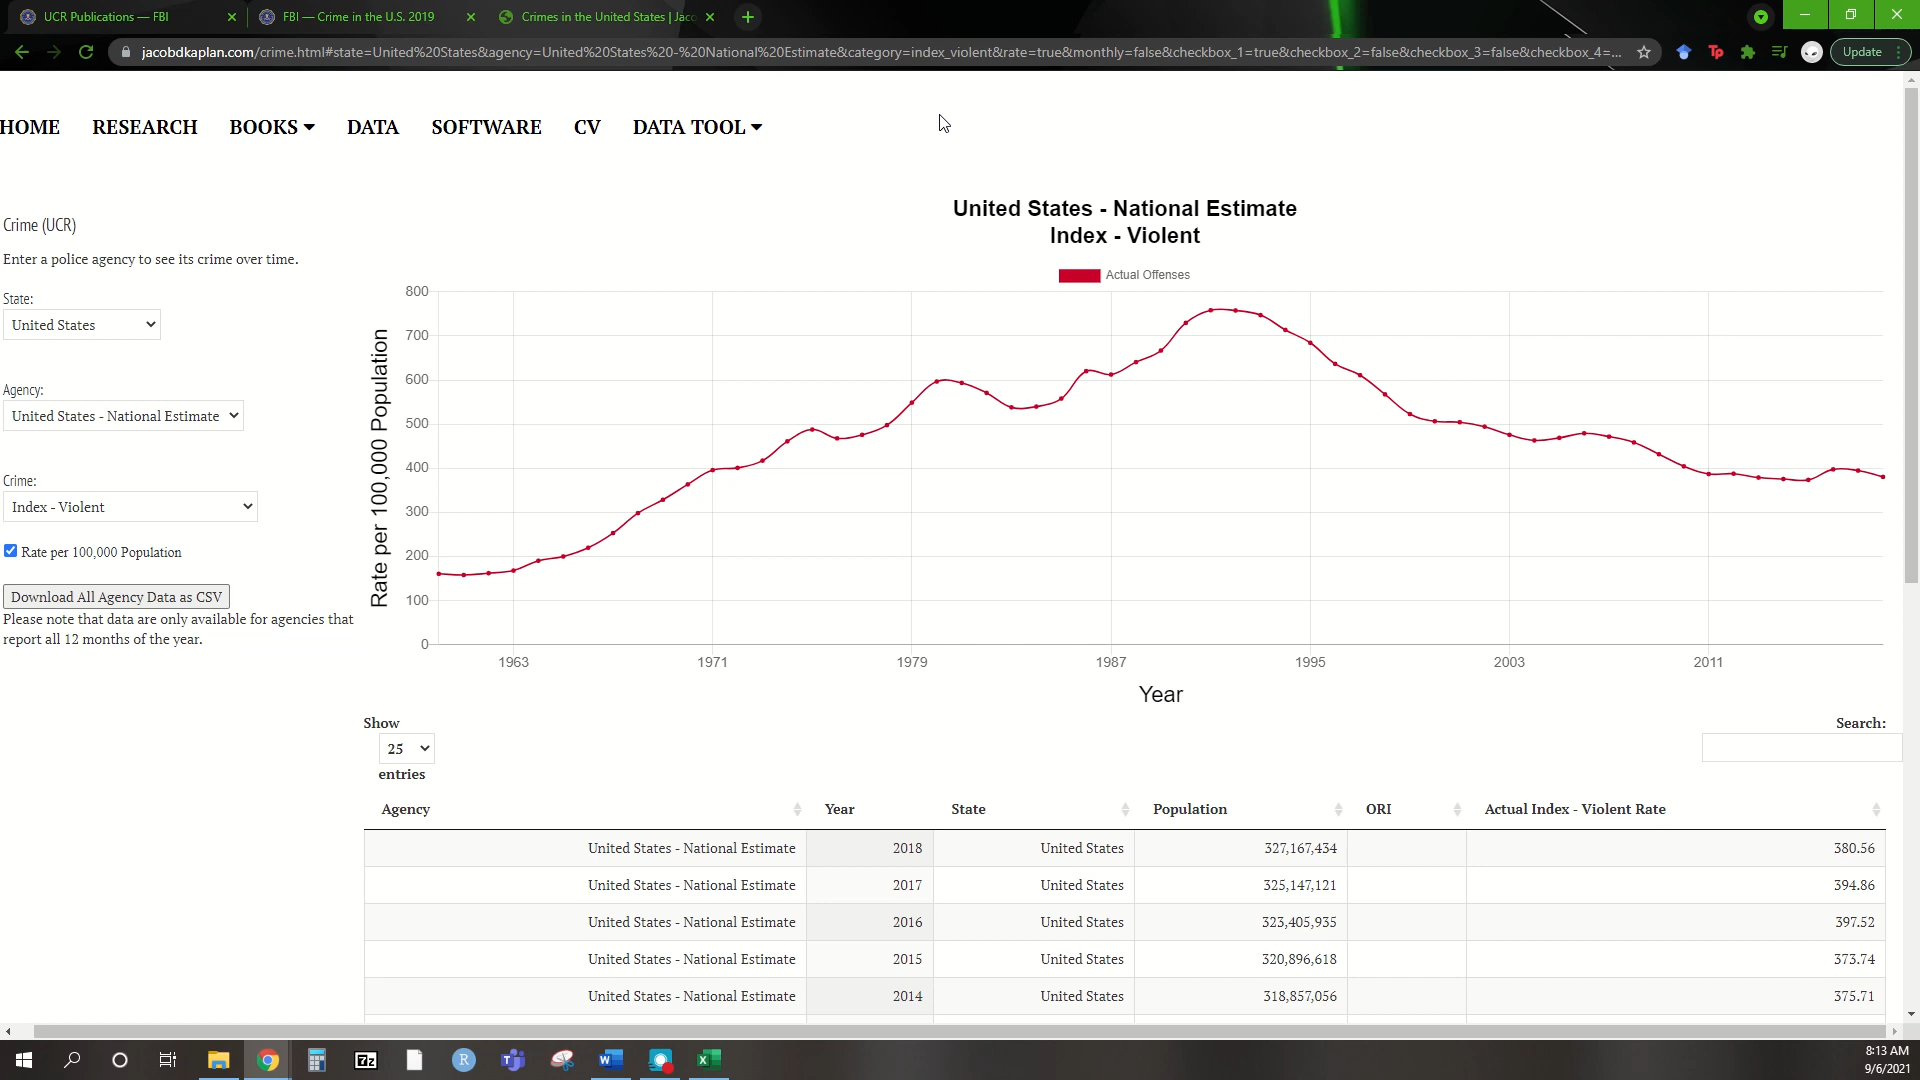 UCR Publications — FBI
FBI — Crime in the U.S. 2019
Crimes in the United States | Jaco
jacobdkaplan.com/crime.html#state=United%20States&agency=United%20States%20-%20National%20Estimate&category=index_violent&rate=true&monthly=false&checkbox_1=true&checkbox_2=false&checkbox_3=false&checkbox_4=...
Update
HOME RESEARCH BOOKS DATA SOFTWARE CV DATA TOOL
United States - National Estimate
Index - Violent
Actual Offenses
Crime (UCR)
Enter a police agency to see its crime over time.
State:
United States
Agency:
United States - National Estimate
Crime:
Index - Violent
Rate per 100,000 Population
Download All Agency Data as CSV
Please note that data are only available for agencies that
report all 12 months of the year.
Rate per 100,000 Population
800
700
600
500
400
300
200
100
0
1963 1971 1979 1987 1995 2003 2011
Year
Show
25
entries
Search:
Agency Year State Population ORI Actual Index - Violent Rate
United States - National Estimate 2018 United States 327,167,434 380.56
United States - National Estimate 2017 United States 325,147,121 394.86
United States - National Estimate 2016 United States 323,405,935 397.52
United States - National Estimate 2015 United States 320,896,618 373.74
United States - National Estimate 2014 United States 318,857,056 375.71
8:13 AM
9/6/2021